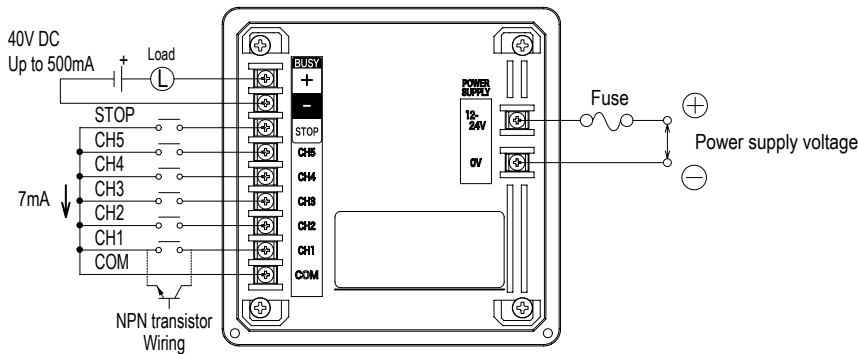 40V DC
Up to 500mA
+
Load
L
STOP
CH5
CH4
7mA
CH3
CH2
CH1
COM
NPN transistor
Wiring
BUSY
+
-
STOP
CH5
CH4
CH3
CH2
CH1
COM
POWER
SUPPLY
12-
24V
0V
Fuse
+
Power supply voltage
−